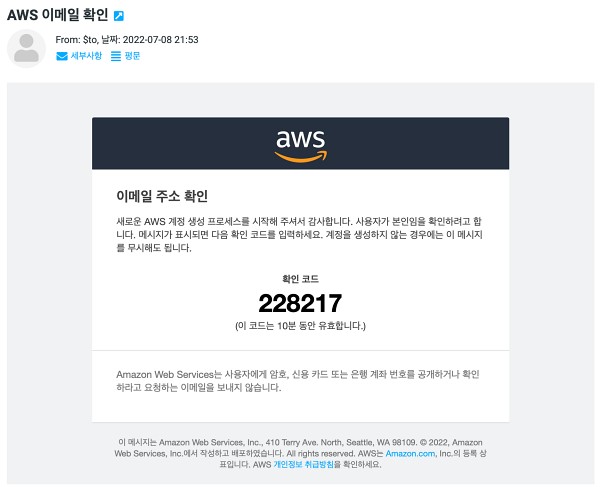 AWS 이메일 확인
From: $to, 날짜: 2022-07-08 21:53
세부사항 평문
aws
이메일 주소 확인
새로운 AWS 계정 생성 프로세스를 시작해 주셔서 감사합니다. 사용자가 본인임을 확인하려고 합
니다. 메시지가 표시되면 다음 확인 코드를 입력하세요. 계정을 생성하지 않는 경우에는 이 메시지
를 무시해도 됩니다.
확인 코드
228217
(이 코드는 10분 동안 유효합니다.)
Amazon Web Services는 사용자에게 암호, 신용 카드 또는 은행 계좌 번호를 공개하거나 확인
하라고 요청하는 이메일을 보내지 않습니다.
이 메시지는 Amazon Web Services, Inc., 410 Terry Ave. North, Seattle, WA 98109. © 2022, Amazon
Web Services, Inc.에서 작성하고 배포하였습니다. All rights reserved. AWS는 Amazon.com, Inc.의 등록 상
표입니다. AWS 개인정보 취급방침을 확인하세요.